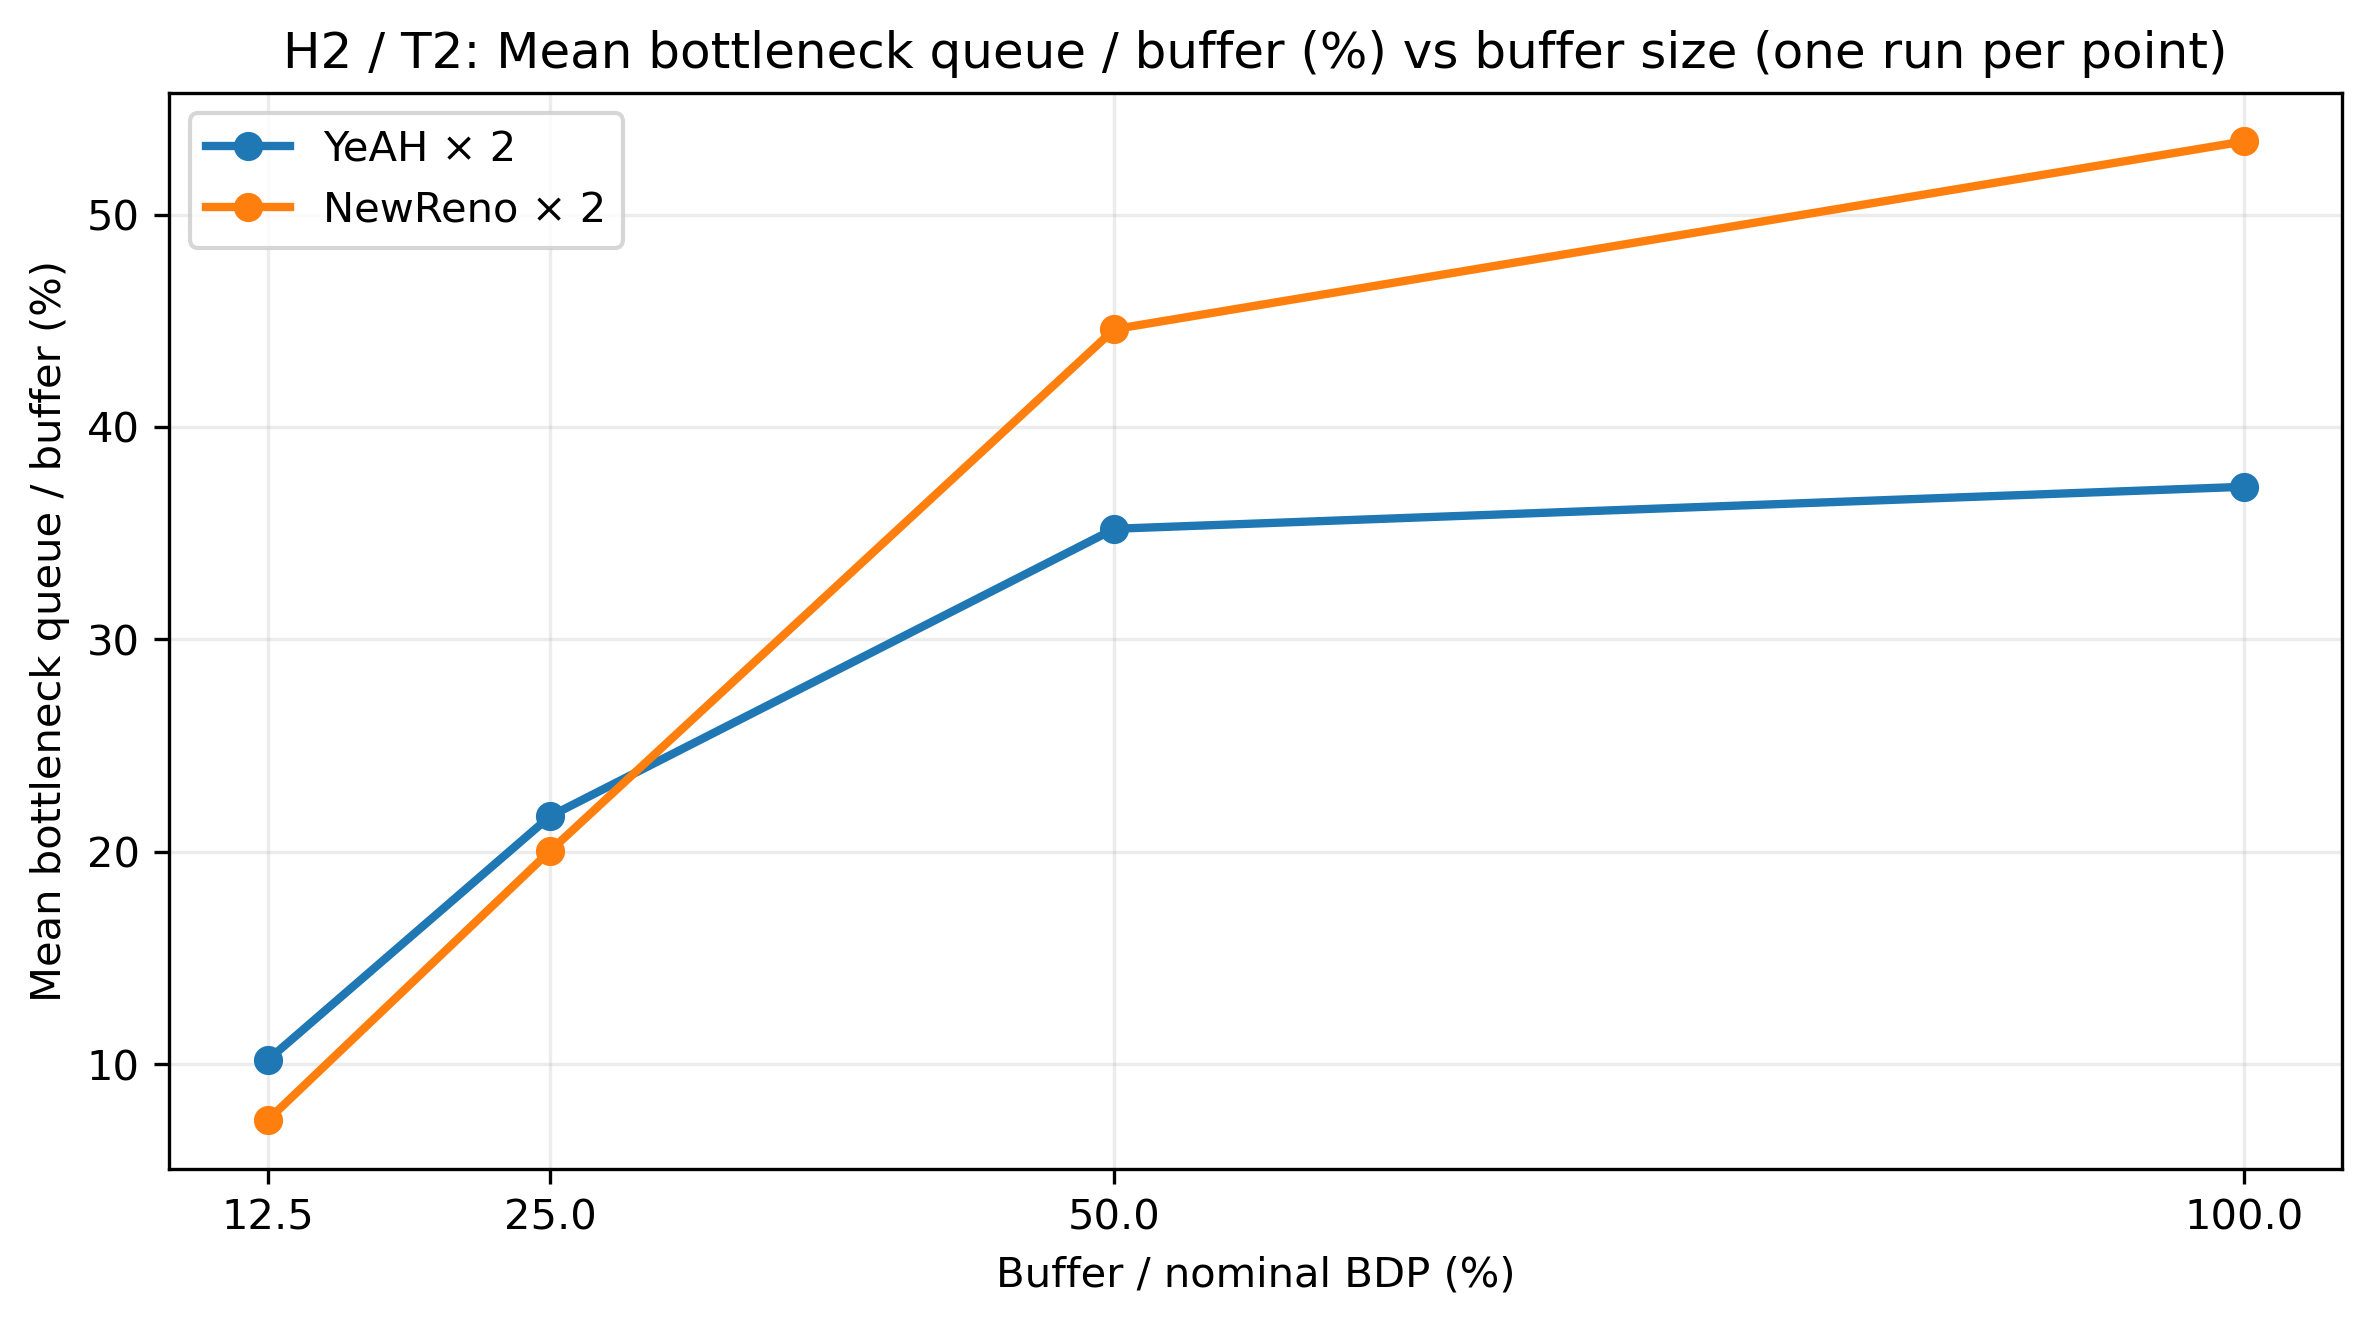 H2 / T2: Mean bottleneck queue / buffer (%) vs buffer size (one run per point)
YeAH × 2
NewReno × 2
Mean bottleneck queue / buffer (%)
50
40
30
20
10
12.5 25.0 50.0 100.0
Buffer / nominal BDP (%)